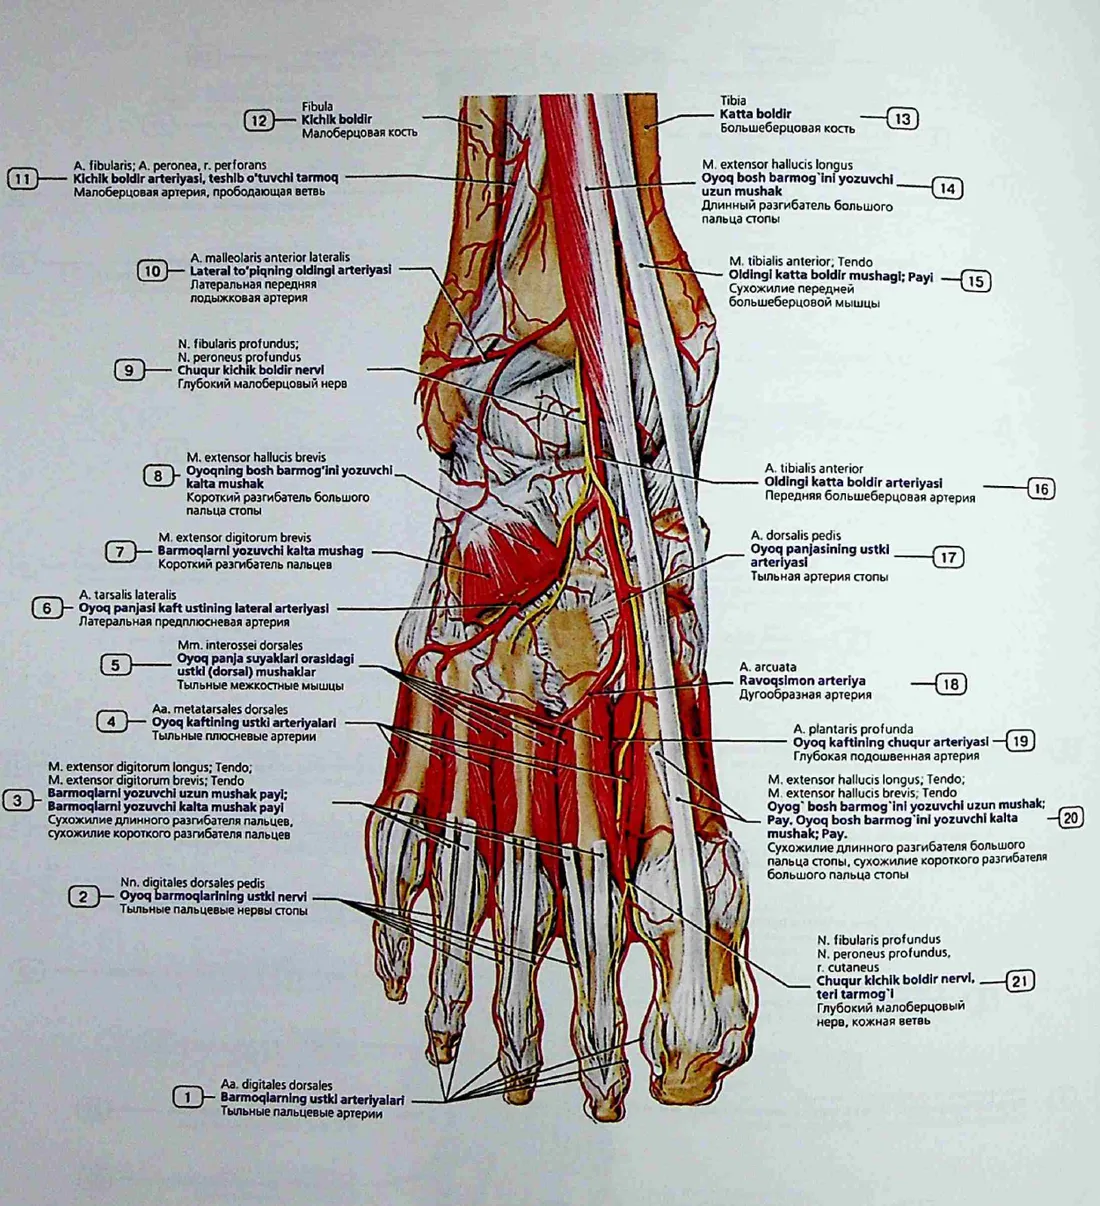 12
Fibula
Kichik boldir
Малоберцовая кость
11
A. fibularis; A. peronea, r. perforans
Kichik boldir arteriyasi, teshib o'tuvchi tarmoq
Малоберцовая артерия, прободающая ветвь
10
A. malleolaris anterior lateralis
Lateral to'piqning oldingi arteriyasi
Латеральная передняя
лодыжковая артерия
9
N. fibularis profundus;
N. peroneus profundus
Chuqur kichik boldir nervi
Глубокий малоберцовый нерв
8
M. extensor hallucis brevis
Oyoqning bosh barmog'ini yozuvchi
kalta mushak
Короткий разгибатель большого
пальца стопы
7
M. extensor digitorum brevis
Barmoqlarni yozuvchi kalta mushag
Короткий разгибатель пальцев
6
A. tarsalis lateralis
Oyoq panjasi kaft ustining lateral arteriyasi
Латеральная предплюсневая артерия
5
Mm. interossei dorsales
Oyoq panja suyaklari orasidagi
ustki (dorsal) mushaklar
Тыльные межкостные мышцы
4
Aa. metatarsales dorsales
Oyoq kaftining ustki arteriyalari
Тыльные плюсневые артерии
3
M. extensor digitorum longus; Tendo;
M. extensor digitorum brevis; Tendo
Barmoqlarni yozuvchi uzun mushak payi;
Barmoqlarni yozuvchi kalta mushak payi
Сухожилие длинного разгибателя пальцев,
сухожилие короткого разгибателя пальцев
2
Nn. digitales dorsales pedis
Oyoq barmoqlarining ustki nervi
Тыльные пальцевые нервы стопы
1
Aa. digitales dorsales
Barmoqlarning ustki arteriyalari
Тыльные пальцевые артерии
Tibia
Katta boldir
Большеберцовая кость
13
M. extensor hallucis longus
Oyoq bosh barmog`ini yozuvchi
uzun mushak
Длинный разгибатель большого
пальца стопы
14
M. tibialis anterior; Tendo
Oldingi katta boldir mushagi; Payi
Сухожилие передней
большеберцовой мышцы
15
A. tibialis anterior
Oldingi katta boldir arteriyasi
Передняя большеберцовая артерия
16
A. dorsalis pedis
Oyoq panjasining ustki
arteriyasi
Тыльная артерия стопы
17
A. arcuata
Ravoqsimon arteriya
Дугообразная артерия
18
A. plantaris profunda
Oyoq kaftining chuqur arteriyasi
Глубокая подошвенная артерия
19
M. extensor hallucis longus; Tendo;
M. extensor hallucis brevis; Tendo
Oyog` bosh barmog`ini yozuvchi uzun mushak;
Pay. Oyoq bosh barmog`ini yozuvchi kalta
mushak; Pay.
Сухожилие длинного разгибателя большого
пальца стопы, сухожилие короткого разгибателя
большого пальца стопы
20
N. fibularis profundus
N. peroneus profundus,
r. cutaneus
Chuqur kichik boldir nervi,
teri tarmog`i
Глубокий малоберцовый
нерв, кожная ветвь
21